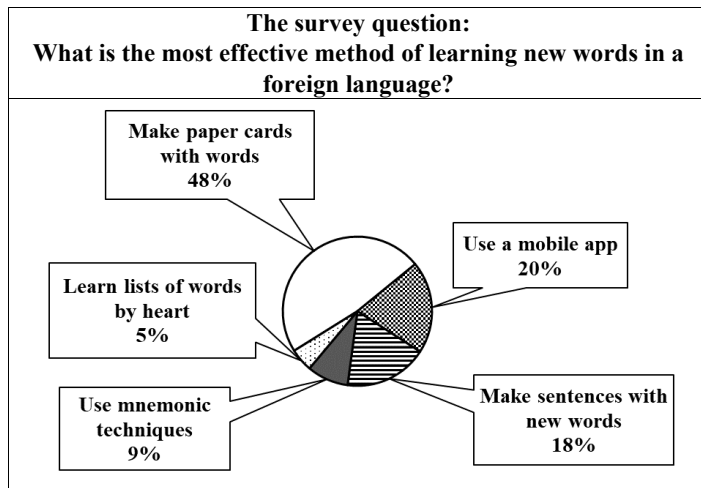 The survey question:
What is the most effective method of learning new words in a
foreign language?
Make paper cards
with words
48%
Use a mobile app
20%
Learn lists of words
by heart
5%
Use mnemonic
techniques
9%
Make sentences with
new words
18%